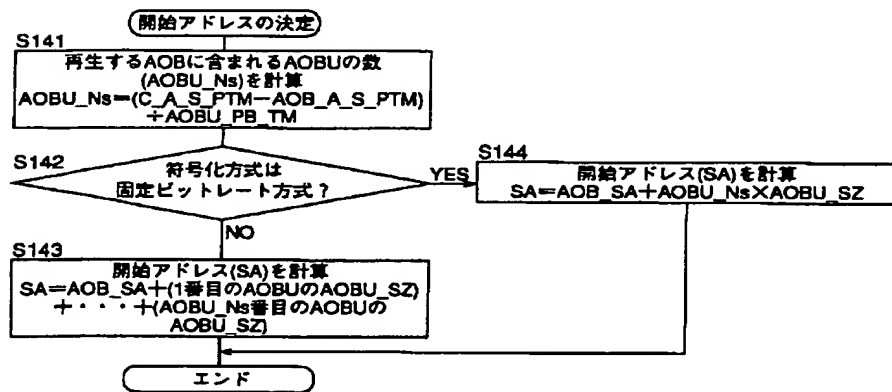 開始アドレスの決定
S141
再生するAOBに含まれるAOBUの数
(AOBU_Ns)を計算
AOBU_Ns=(C_A_S_PTM-AOB_A_S_PTM)
+AOBU_PB_TM
S142
符号化方式は
固定ビットレート方式?
YES
S144
開始アドレス(SA)を計算
SA=AOB_SA+AOBU_Ns×AOBU_SZ
NO
S143
開始アドレス(SA)を計算
SA=AOB_SA+(1番目のAOBUのAOBU_SZ)
+・・・+(AOBU_Ns番目のAOBUの
AOBU_SZ)
エンド